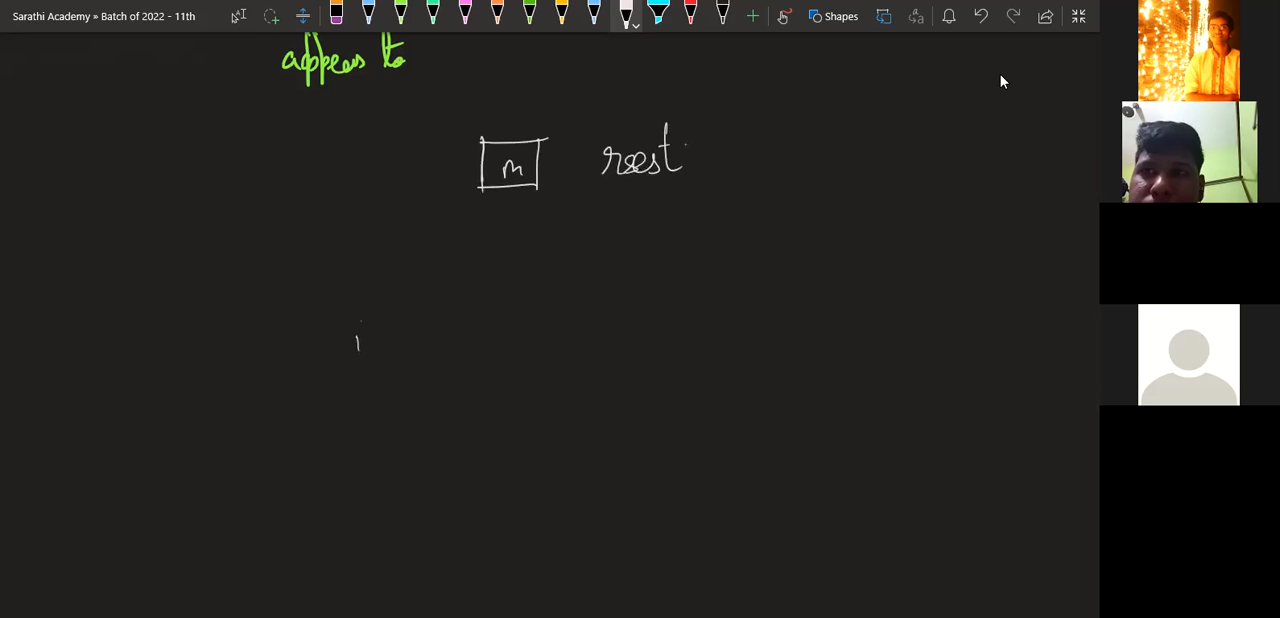 Sarathi Academy » Batch of 2022 - 11th
Shapes
appears to
m rest
i